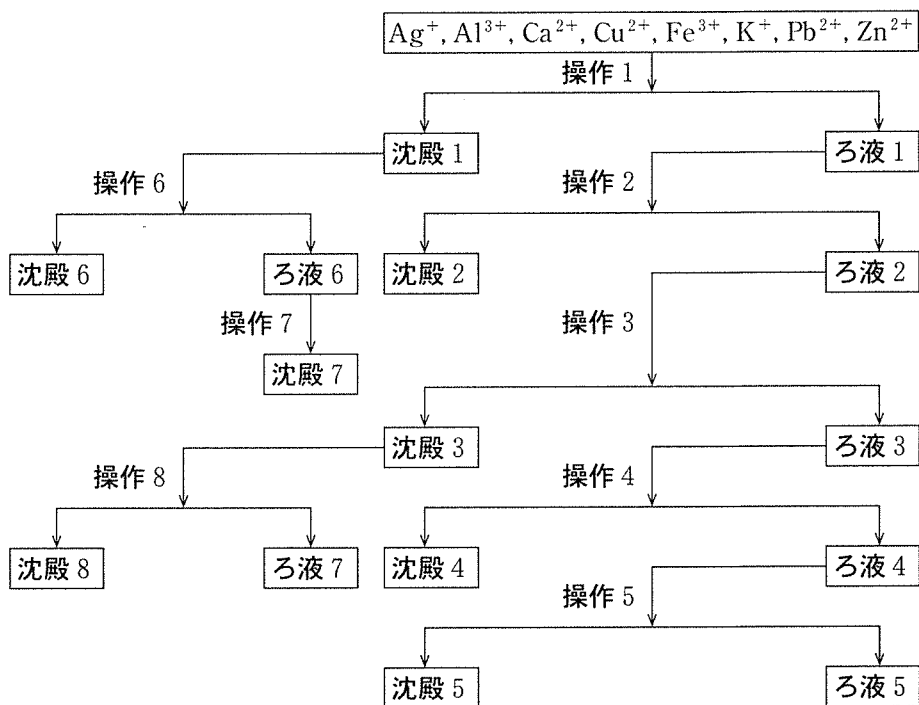 Ag⁺, Al³⁺, Ca²⁺, Cu²⁺, Fe³⁺, K⁺, Pb²⁺, Zn²⁺
操作 1
沈殿 1
ろ液 1
操作 6
操作 2
沈殿 6
ろ液 6
沈殿 2
ろ液 2
操作 7
操作 3
沈殿 7
沈殿 3
ろ液 3
操作 8
操作 4
沈殿 8
ろ液 7
沈殿 4
ろ液 4
操作 5
沈殿 5
ろ液 5